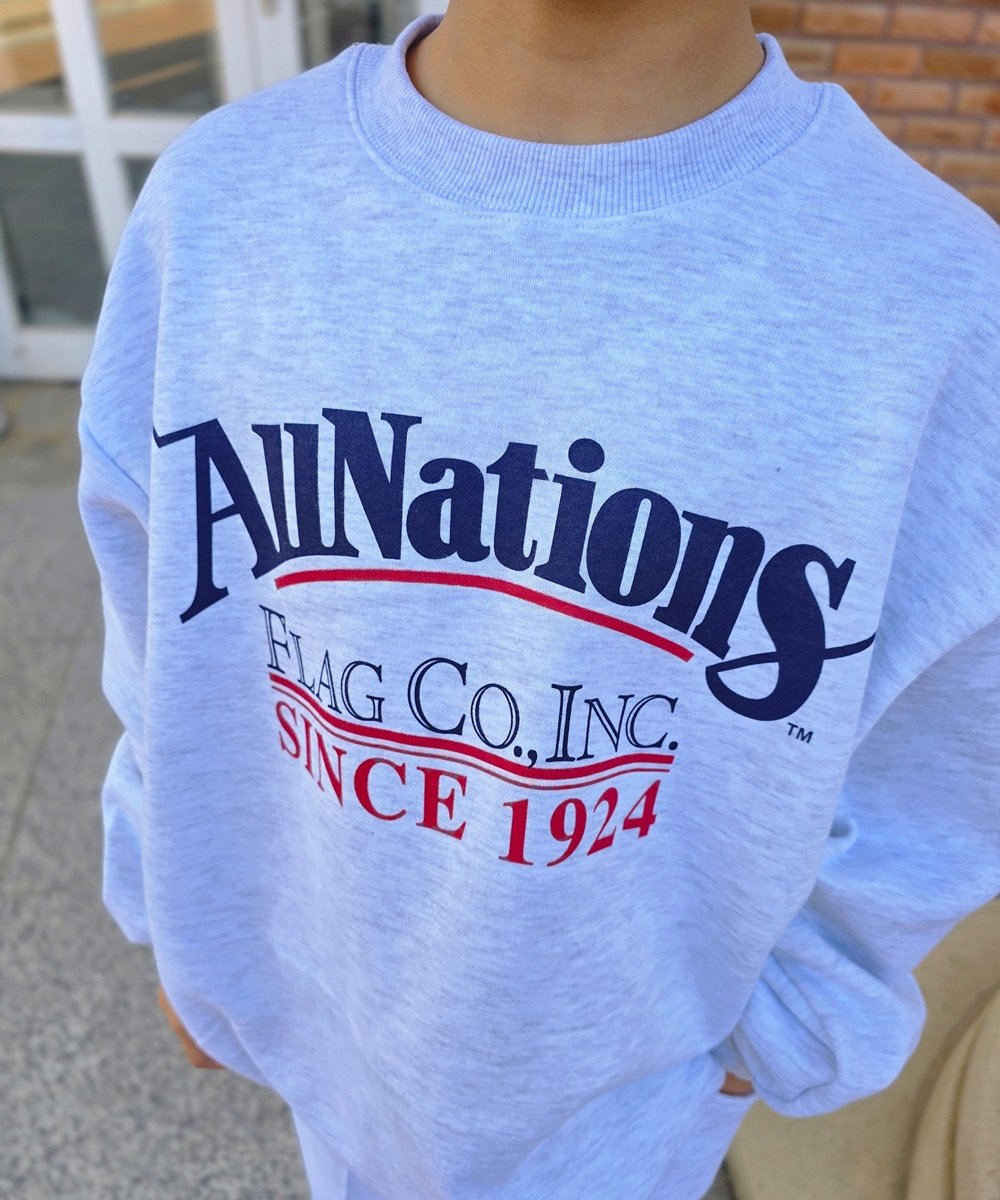 AllNations
TM
FLAG CO., INC.
SINCE 1924